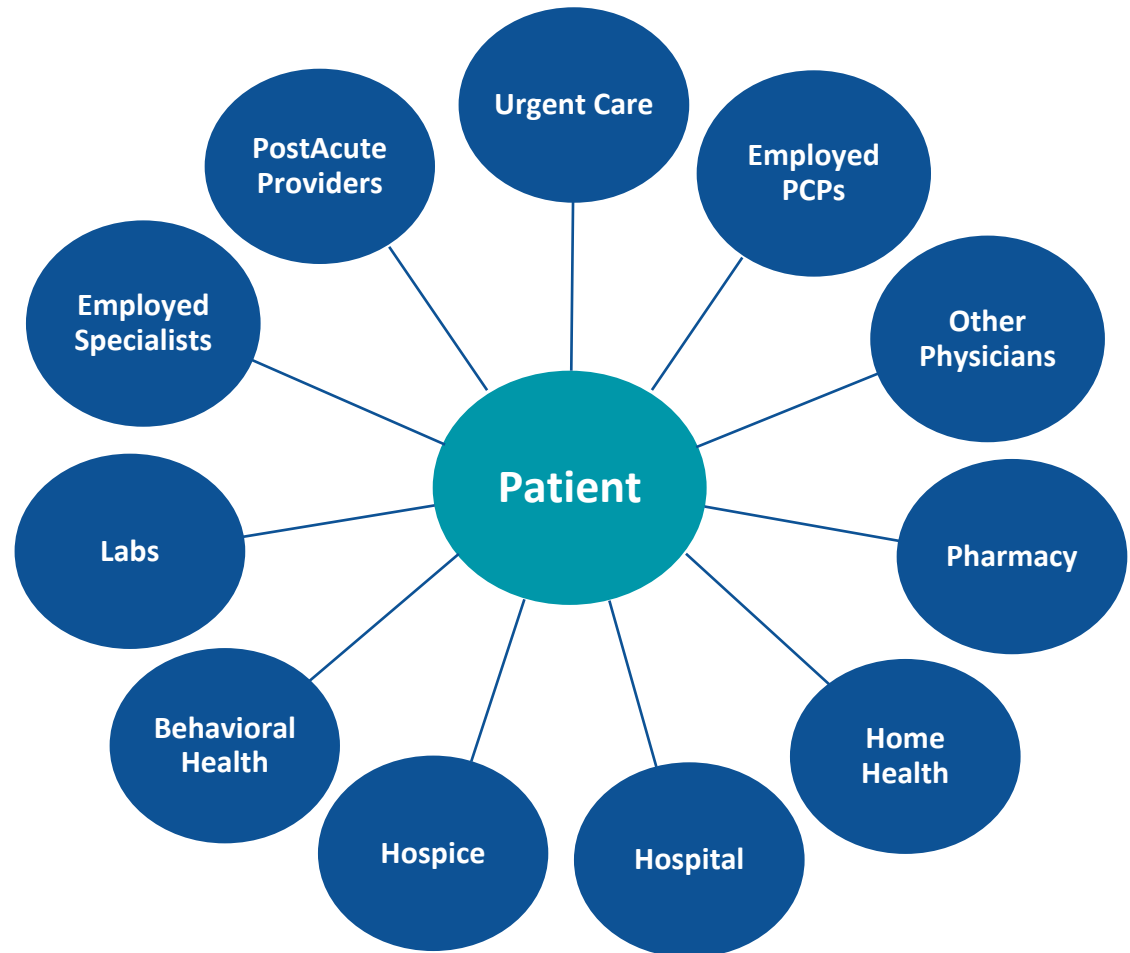 Urgent Care
PostAcute
Providers
Employed
PCPs
Employed
Specialists
Other
Physicians
Patient
Labs
Pharmacy
Behavioral
Health
Home
Health
Hospice
Hospital